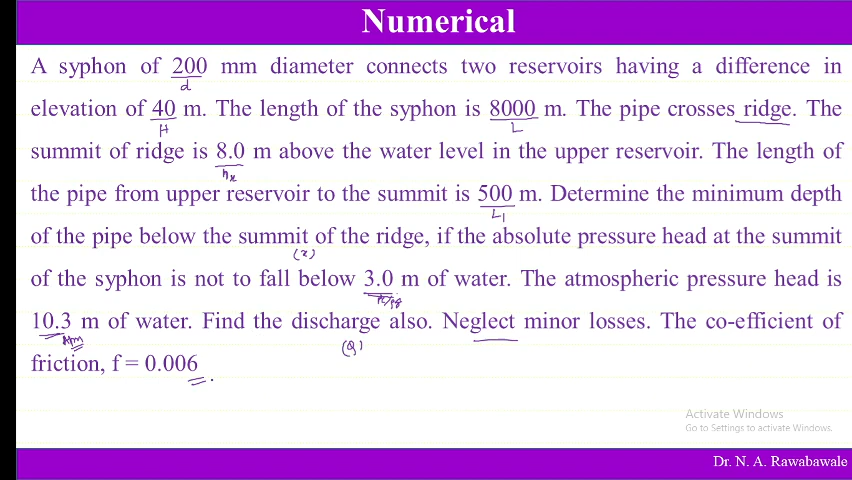 Numerical
A syphon of 200 mm diameter connects two reservoirs having a difference in
d
elevation of 40 m. The length of the syphon is 8000 m. The pipe crosses ridge. The
H L
summit of ridge is 8.0 m above the water level in the upper reservoir. The length of
hx
the pipe from upper reservoir to the summit is 500 m. Determine the minimum depth
L1
of the pipe below the summit of the ridge, if the absolute pressure head at the summit
(x)
of the syphon is not to fall below 3.0 m of water. The atmospheric pressure head is
10.3 m of water. Find the discharge also. Neglect minor losses. The co-efficient of
(Q)
friction, f = 0.006 .
Activate Windows
Go to Settings to activate Windows.
Dr. N. A. Rawabawale